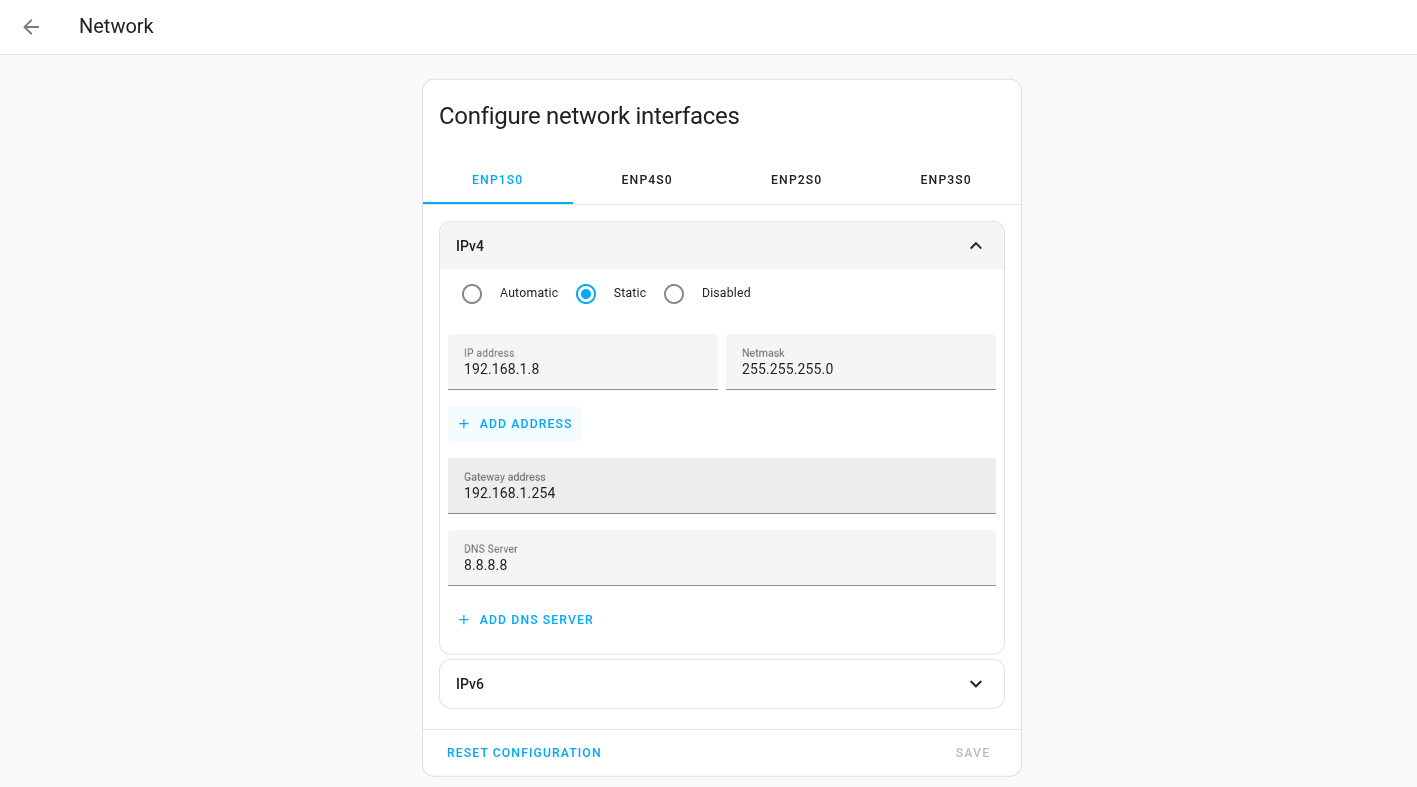 Network
Configure network interfaces
ENP1S0 ENP4S0 ENP2S0 ENP3S0
IPv4
Automatic Static Disabled
IP address Netmask
192.168.1.8 255.255.255.0
+ ADD ADDRESS
Gateway address
192.168.1.254
DNS Server
8.8.8.8
+ ADD DNS SERVER
IPv6
RESET CONFIGURATION SAVE